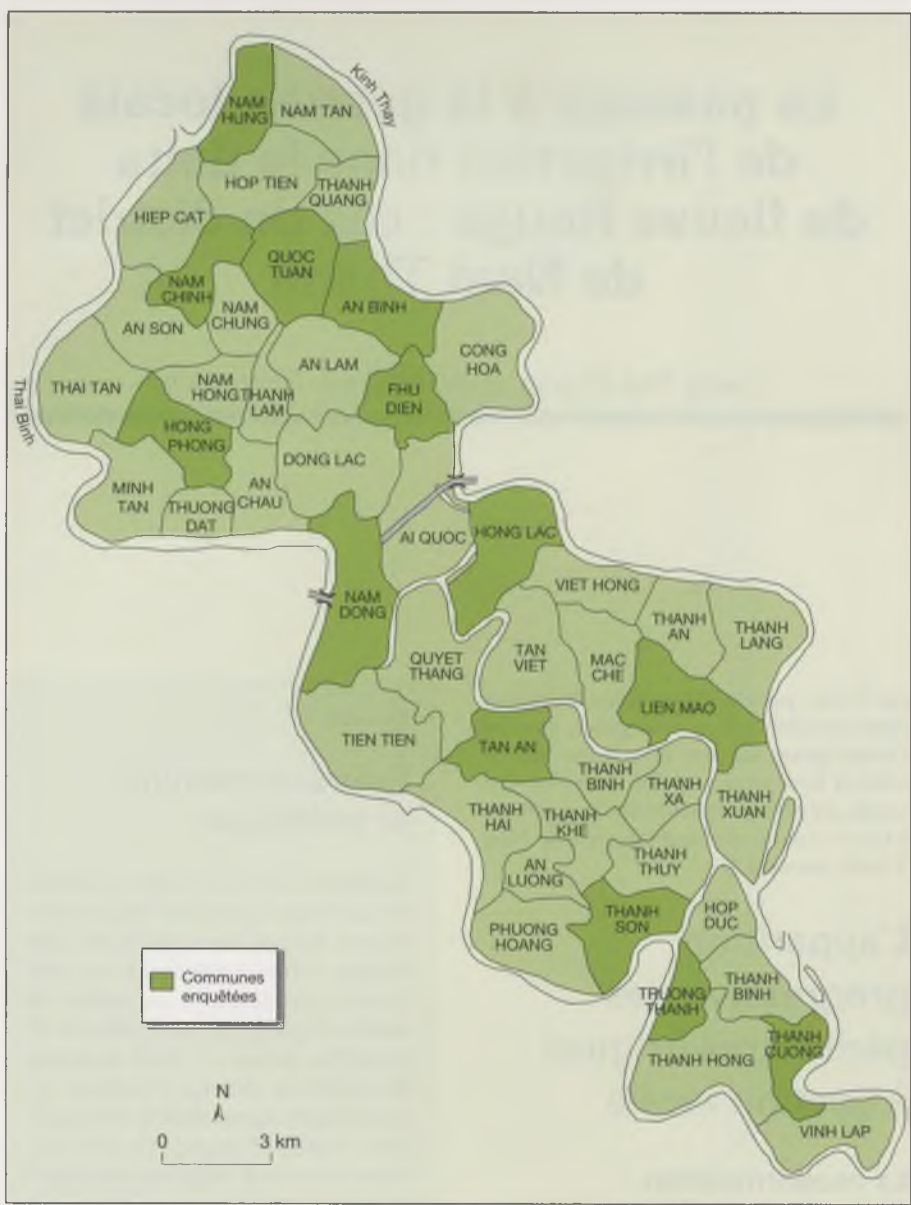 Kinh Thay
NAM
HUNG
NAM TAN
HOP TIEN
THANH
QUANG
HIEP CAT
QUOC
TUAN
NAM
CHINH
NAM
CHUNG
AN BINH
AN SON
AN LAM
CONG
HOA
Thai Binh
THAI TAN
NAM
HONG
THANH
LAM
FHU
DIEN
HONG
PHONG
DONG LAC
MINH
TAN
THUONG
DAT
AN
CHAU
AI QUOC
HONG LAC
NAM
DONG
VIET HONG
THANH
AN
THANH
LANG
QUYET
THANG
TAN
VIET
MAC
CHE
LIEN MAO
TIEN TIEN
TAN AN
THANH
BINH
THANH
XA
THANH
XUAN
THANH
HAI
THANH
KHE
THANH
THUY
AN
LUONG
HOP
DUC
THANH
SON
PHUONG
HOANG
THANH
BINH
TRUONG
THANH
THANH
CUONG
THANH HONG
VINH LAP
Communes
enquêtées
N
0 3 km